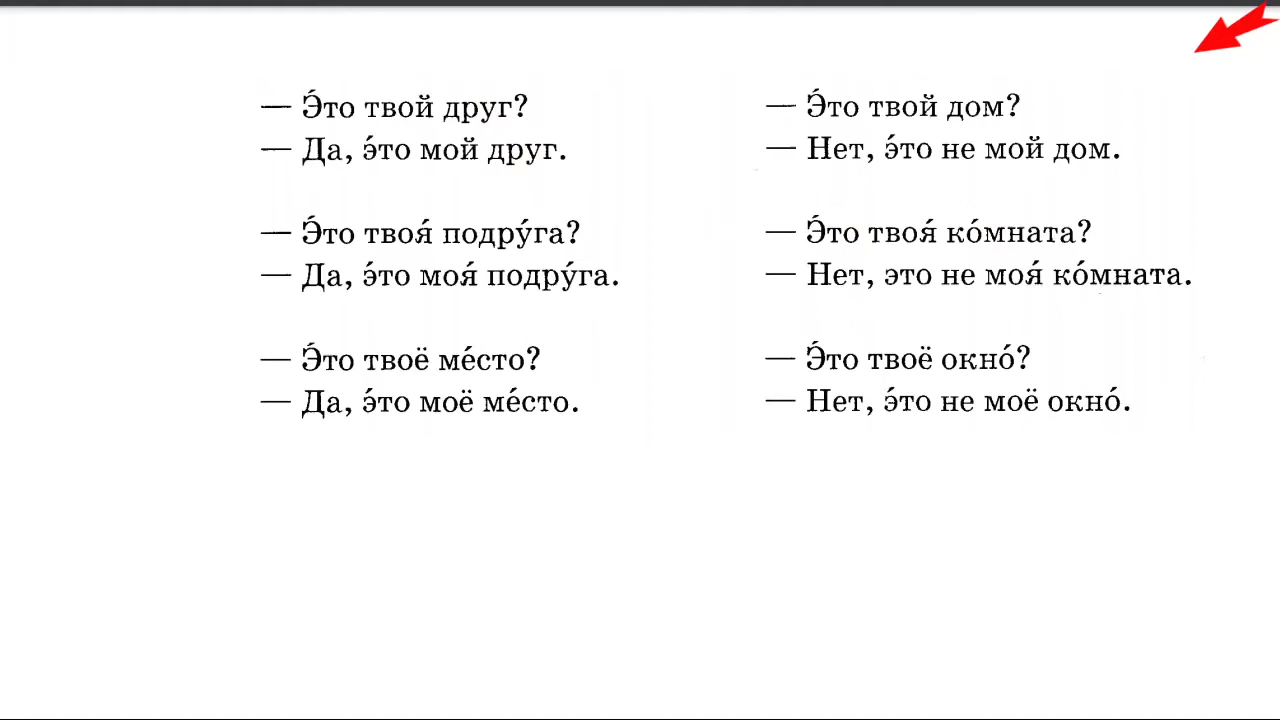 — Э́то твой друг?
— Да, э́то мой друг.
— Э́то твоя́ подру́га?
— Да, э́то моя́ подру́га.
— Э́то твоё ме́сто?
— Да, э́то моё ме́сто.
— Э́то твой дом?
— Нет, э́то не мой дом.
— Э́то твоя́ ко́мната?
— Нет, это не моя́ ко́мната.
— Э́то твоё окно́?
— Нет, э́то не моё окно́.